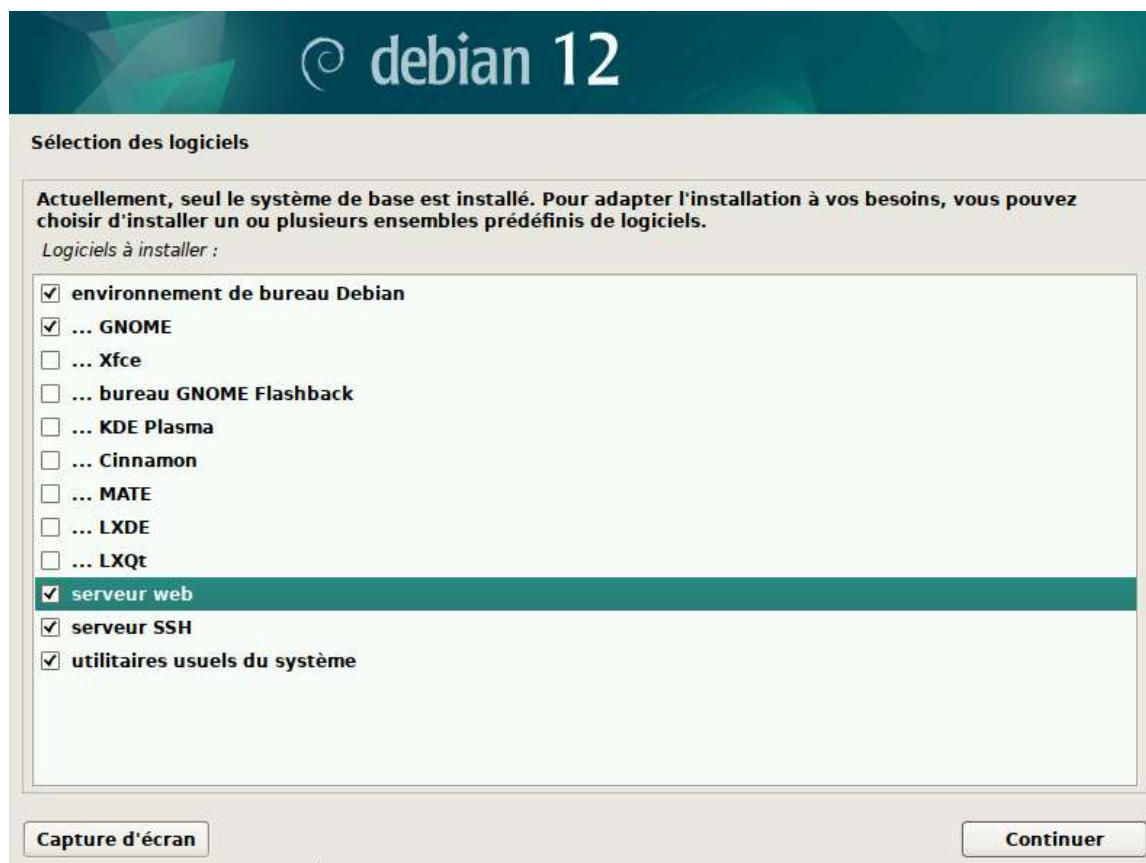 debian 12
Sélection des logiciels
Actuellement, seul le système de base est installé. Pour adapter l'installation à vos besoins, vous pouvez
choisir d'installer un ou plusieurs ensembles prédéfinis de logiciels.
Logiciels à installer :
environnement de bureau Debian
... GNOME
... Xfce
... bureau GNOME Flashback
... KDE Plasma
... Cinnamon
... MATE
... LXDE
... LXQt
serveur web
serveur SSH
utilitaires usuels du système
Capture d'écran
Continuer